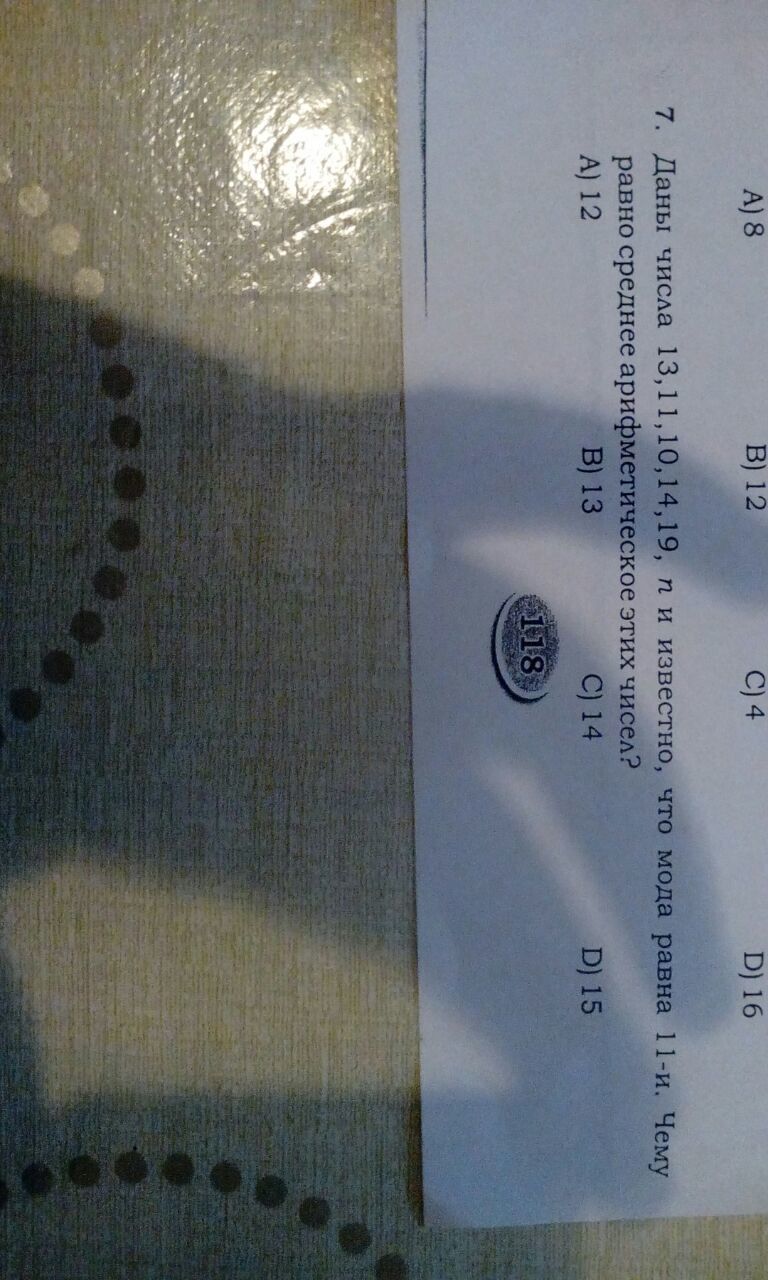 A) 8 B) 12 C) 4 D) 16
7. Даны числа 13,11,10,14,19, n и известно, что мода равна 11-и. Чему
равно среднее арифметическое этих чисел?
A) 12 B) 13 C) 14 D) 15
118